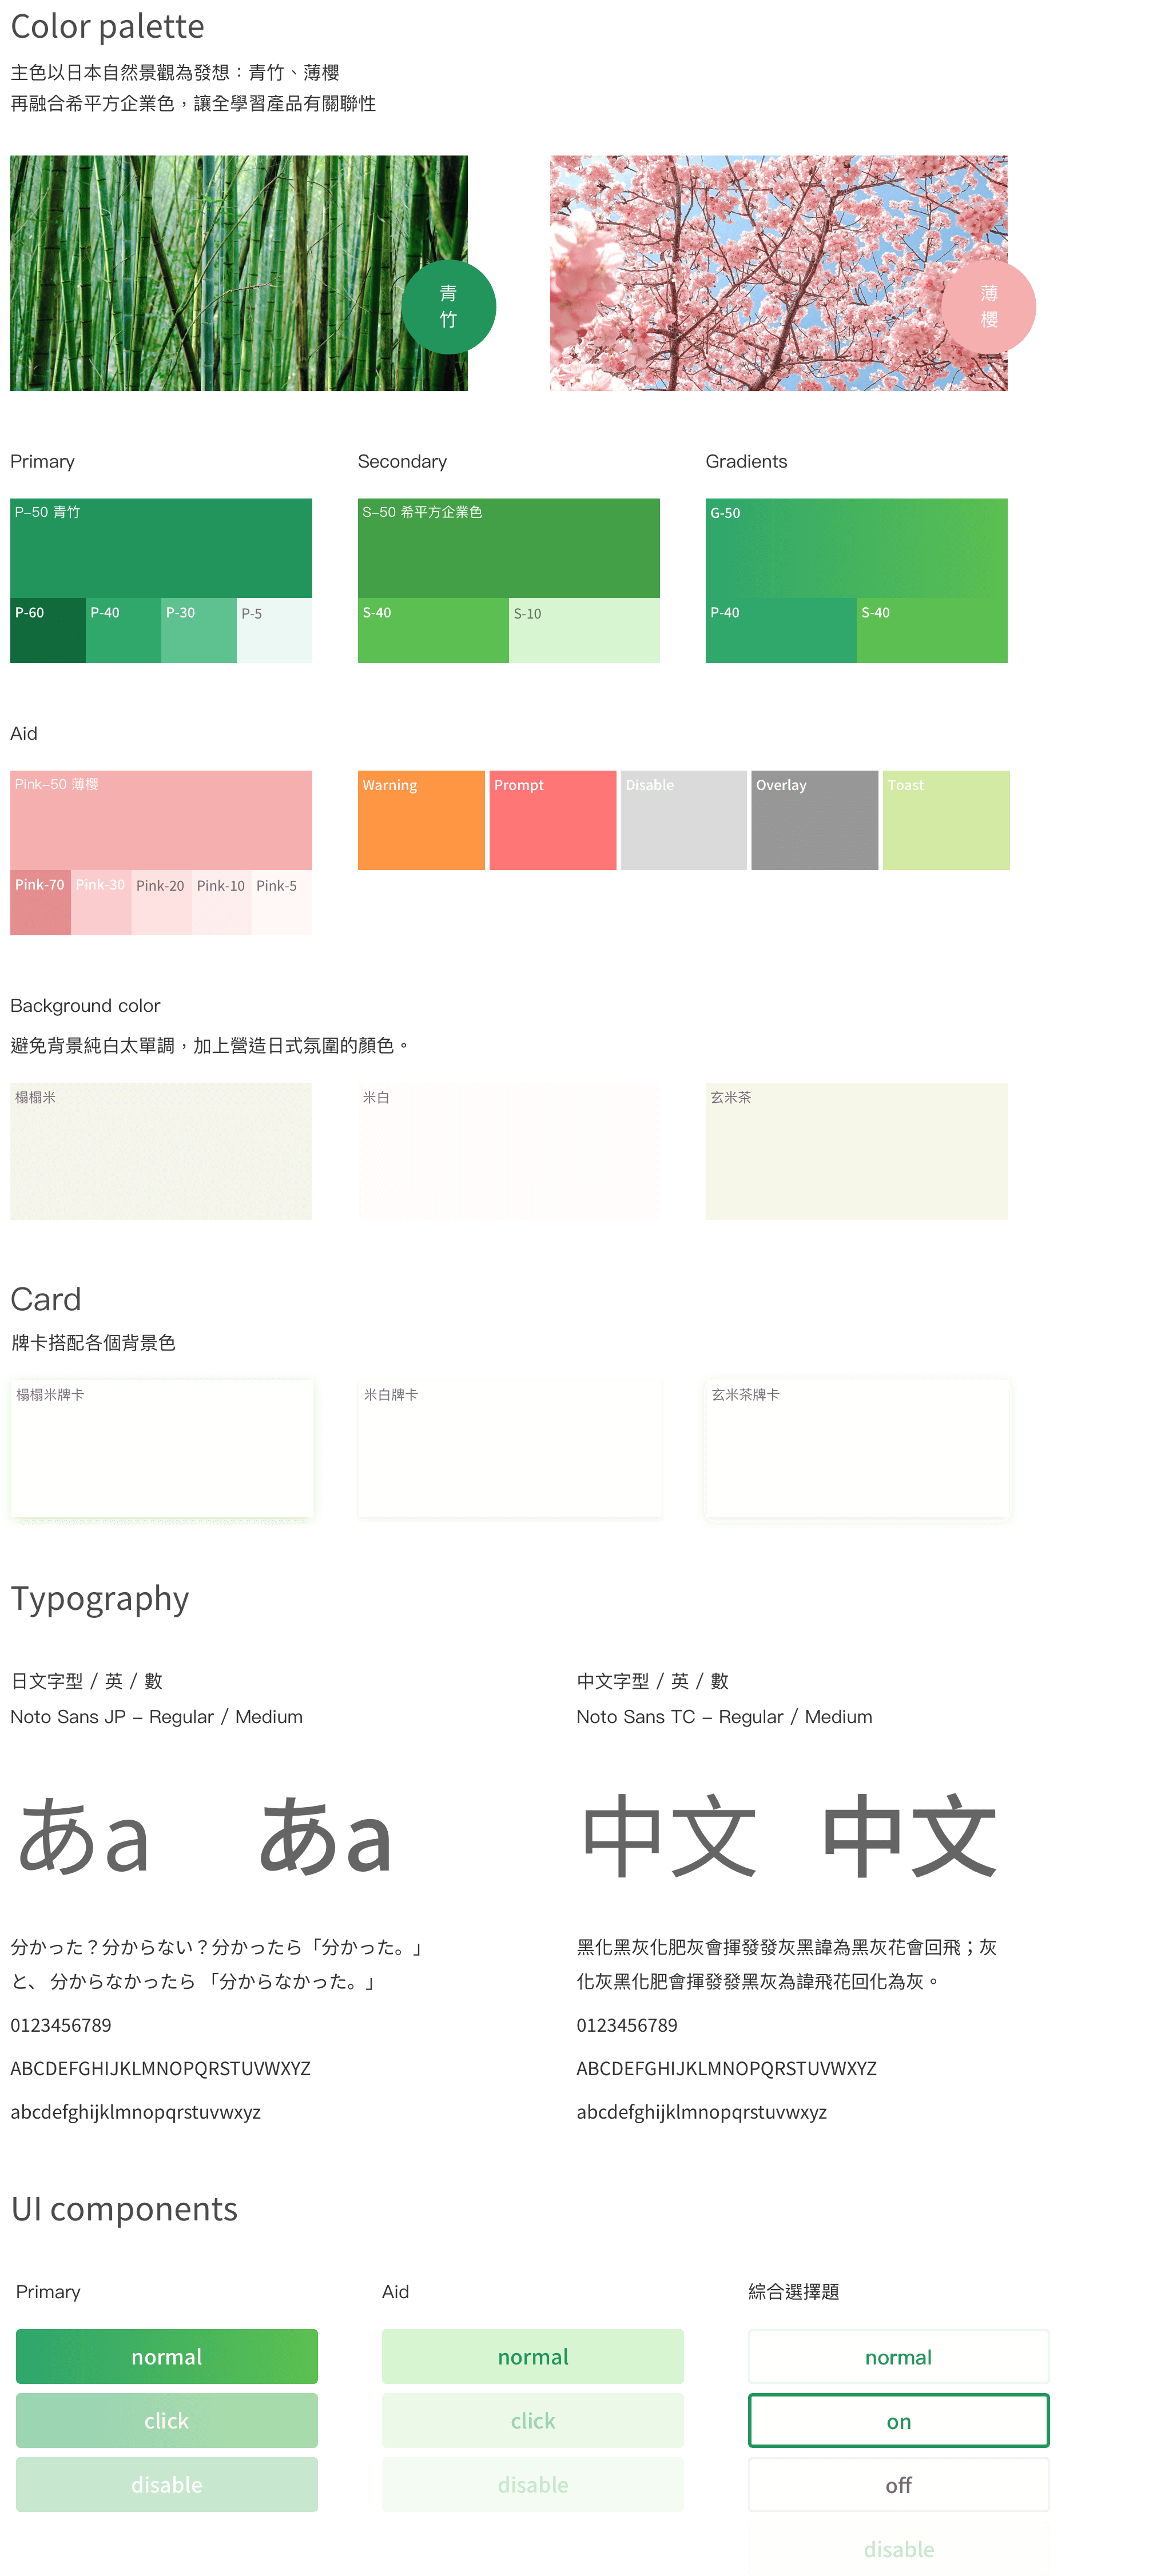 Color palette
主色以日本自然景觀為發想：青竹、薄櫻
再融合希平方企業色，讓全學習產品有關聯性
青
竹
薄
櫻
Primary
Secondary
Gradients
P-50 青竹
S-50 希平方企業色
G-50
P-60
P-40
P-30
P-5
S-40
S-10
P-40
S-40
Aid
Pink-50 薄櫻
Warning
Prompt
Disable
Overlay
Toast
Pink-70
Pink-30
Pink-20
Pink-10
Pink-5
Background color
避免背景純白太單調，加上營造日式氛圍的顏色。
榻榻米
米白
玄米茶
Card
牌卡搭配各個背景色
榻榻米牌卡
米白牌卡
玄米茶牌卡
Typography
日文字型 / 英 / 數
Noto Sans JP - Regular / Medium
中文字型 / 英 / 數
Noto Sans TC - Regular / Medium
あa
あa
中文
中文
分かった？分からない？分かったら「分かった。」
と、 分からなかったら 「分からなかった。」
0123456789
ABCDEFGHIJKLMNOPQRSTUVWXYZ
abcdefghijklmnopqrstuvwxyz
黑化黑灰化肥灰會揮發發灰黑諱為黑灰花會回飛；灰
化灰黑化肥會揮發發黑灰為諱飛花回化為灰。
0123456789
ABCDEFGHIJKLMNOPQRSTUVWXYZ
abcdefghijklmnopqrstuvwxyz
UI components
Primary
Aid
綜合選擇題
normal
normal
normal
click
click
on
disable
disable
off
disable